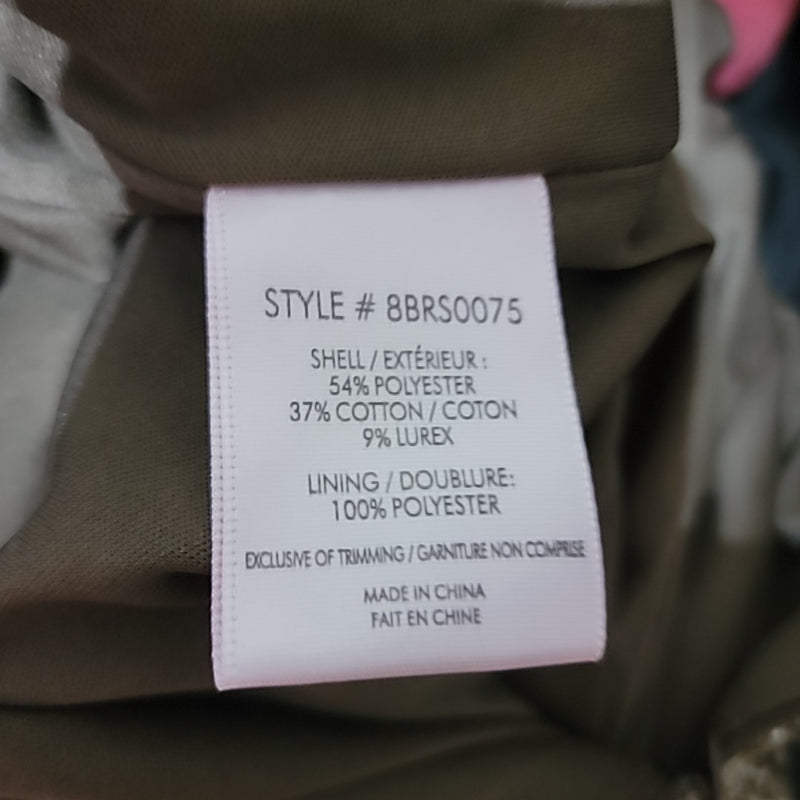 STYLE # 8BRS0075
SHELL / EXTÉRIEUR :
54% POLYESTER
37% COTTON / COTON
9% LUREX
LINING / DOUBLURE:
100% POLYESTER
EXCLUSIVE OF TRIMMING / GARNITURE NON COMPRISE
MADE IN CHINA
FAIT EN CHINE